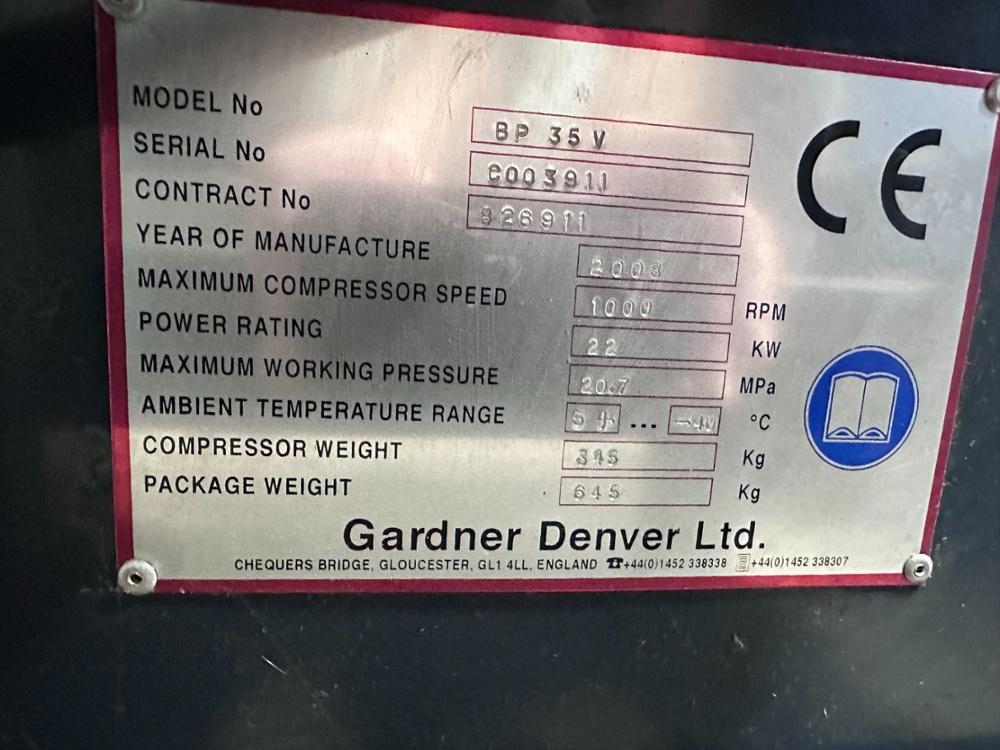 MODEL No BP 35 V
SERIAL No C003911
CONTRACT No 826911
YEAR OF MANUFACTURE 2008
MAXIMUM COMPRESSOR SPEED 1000 RPM
POWER RATING 22 KW
MAXIMUM WORKING PRESSURE 20.7 MPa
AMBIENT TEMPERATURE RANGE 5 ... °C
COMPRESSOR WEIGHT Kg
PACKAGE WEIGHT 645 Kg
CE
Gardner Denver Ltd.
CHEQUERS BRIDGE, GLOUCESTER, GL1 4LL, ENGLAND ☎+44(0)1452 338338 +44(0)1452 338307